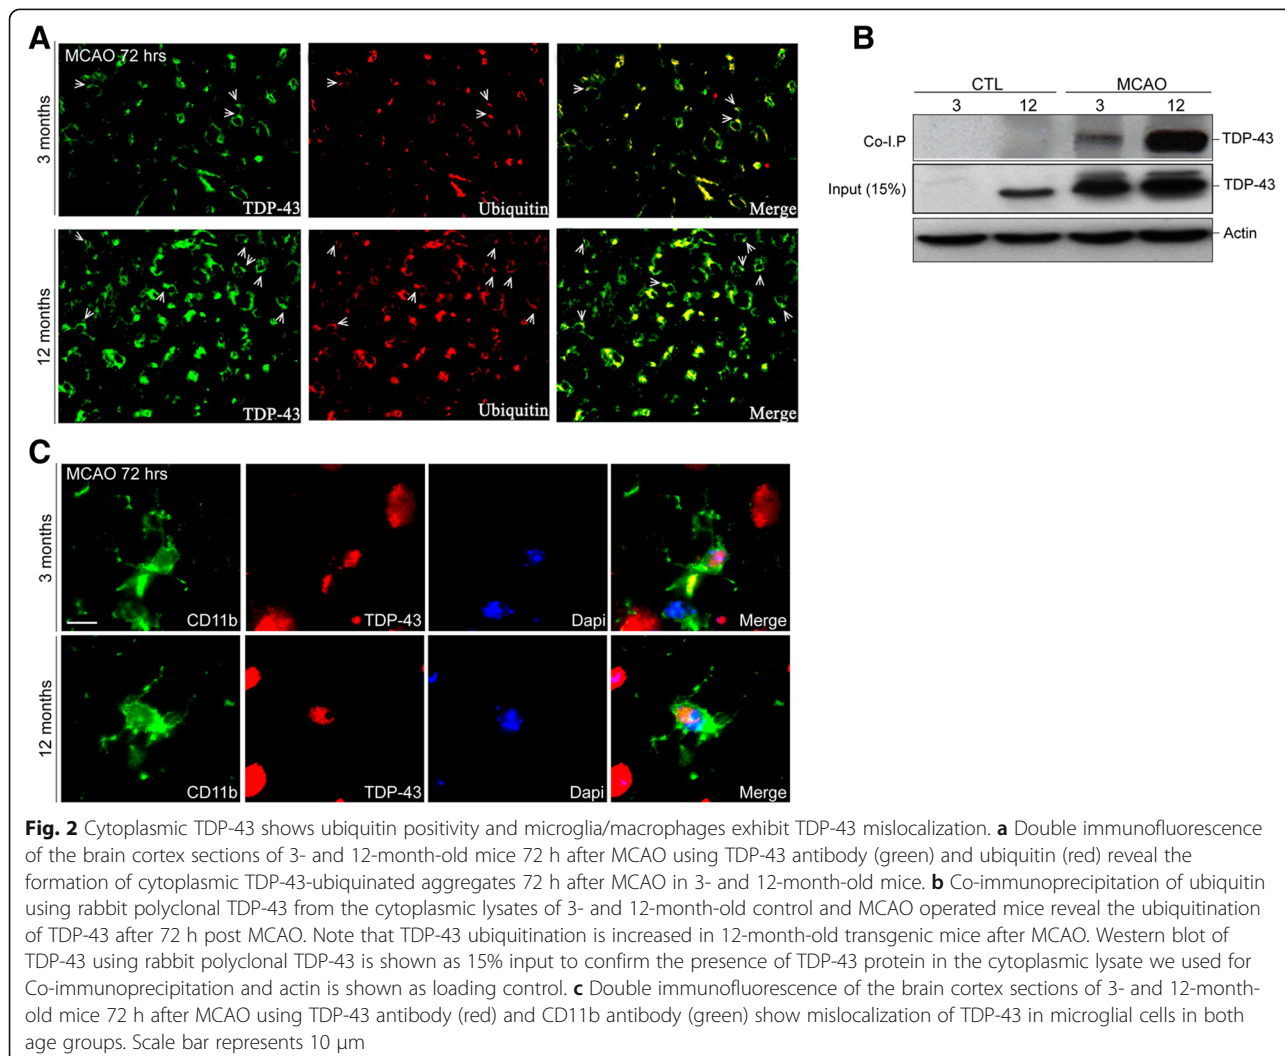 A
MCAO 72 hrs
3 months
TDP-43
Ubiquitin
Merge
12 months
TDP-43
Ubiquitin
Merge
B
CTL
MCAO
3
12
3
12
Co-I.P
TDP-43
Input (15%)
TDP-43
Actin
C
MCAO 72 hrs
3 months
CD11b
TDP-43
Dapi
Merge
12 months
CD11b
TDP-43
Dapi
Merge
Fig. 2 Cytoplasmic TDP-43 shows ubiquitin positivity and microglia/macrophages exhibit TDP-43 mislocalization. a Double immunofluorescence
of the brain cortex sections of 3- and 12-month-old mice 72 h after MCAO using TDP-43 antibody (green) and ubiquitin (red) reveal the
formation of cytoplasmic TDP-43-ubiquinated aggregates 72 h after MCAO in 3- and 12-month-old mice. b Co-immunoprecipitation of ubiquitin
using rabbit polyclonal TDP-43 from the cytoplasmic lysates of 3- and 12-month-old control and MCAO operated mice reveal the ubiquitination
of TDP-43 after 72 h post MCAO. Note that TDP-43 ubiquitination is increased in 12-month-old transgenic mice after MCAO. Western blot of
TDP-43 using rabbit polyclonal TDP-43 is shown as 15% input to confirm the presence of TDP-43 protein in the cytoplasmic lysate we used for
Co-immunoprecipitation and actin is shown as loading control. c Double immunofluorescence of the brain cortex sections of 3- and 12-month-
old mice 72 h after MCAO using TDP-43 antibody (red) and CD11b antibody (green) show mislocalization of TDP-43 in microglial cells in both
age groups. Scale bar represents 10 μm